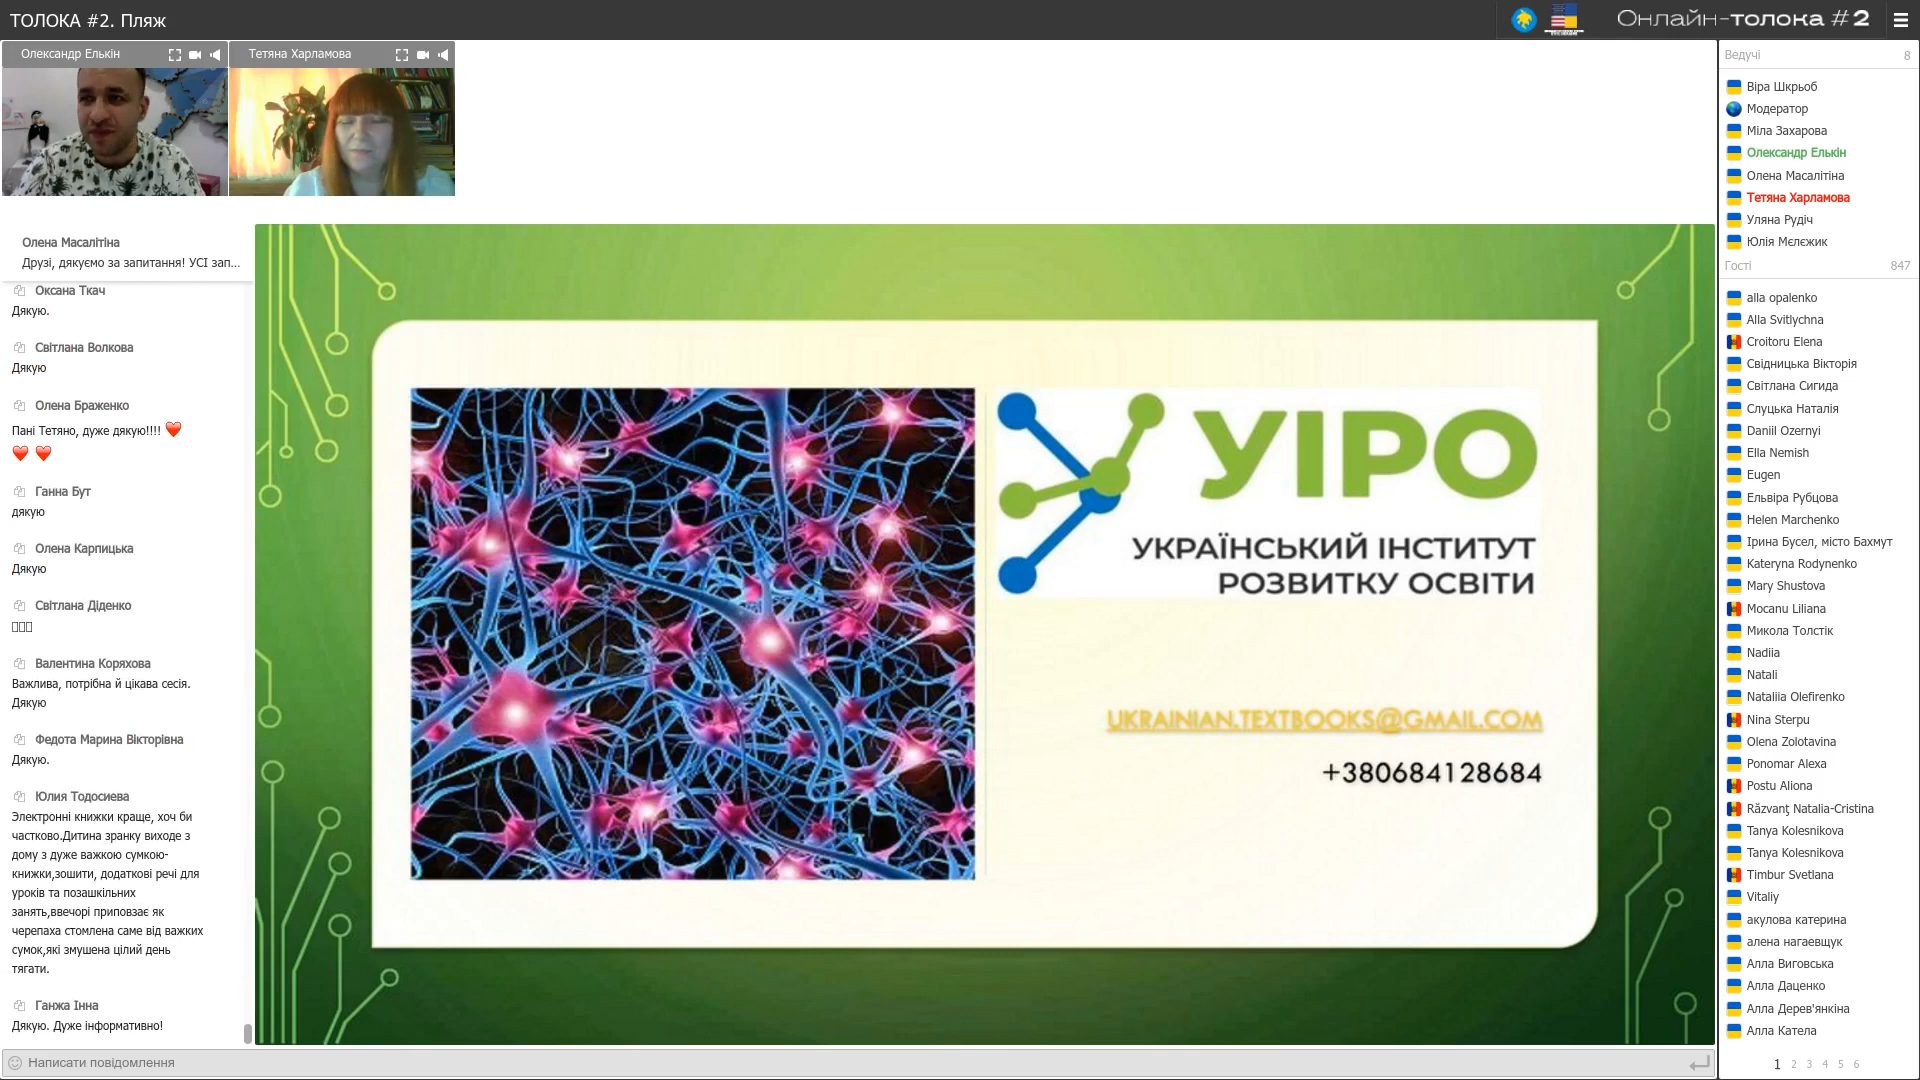 ТОЛОКА #2. Пляж
Онлайн-толока #2
Олександр Елькін
Тетяна Харламова
Олена Масалітіна
Друзі, дякуємо за запитання! УСІ зап...
Оксана Ткач
Дякую.
Світлана Волкова
Дякую
Олена Браженко
Пані Тетяно, дуже дякую!!!! ❤️
❤️ ❤️
Ганна Бут
дякую
Олена Карпицька
Дякую
Світлана Діденко
Валентина Коряхова
Важлива, потрібна й цікава сесія.
Дякую
Федота Марина Вікторівна
Дякую.
Юлия Тодосиева
Электронні книжки краще, хоч би
частково.Дитина зранку виходе з
дому з дуже важкою сумкою-
книжки,зошити, додаткові речі для
уроків та позашкільних
занять,ввечорі приповзає як
черепаха стомлена саме від важких
сумок,які змушена цілий день
тягати.
Ганжа Інна
Дякую. Дуже інформативно!
Написати повідомлення
УІРО
УКРАЇНСЬКИЙ ІНСТИТУТ
РОЗВИТКУ ОСВІТИ
UKRAINIAN.TEXTBOOKS@GMAIL.COM
+380684128684
Ведучі 8
Віра Шкрьоб
Модератор
Міла Захарова
Олександр Елькін
Олена Масалітіна
Тетяна Харламова
Уляна Рудіч
Юлія Мєлєжик
Гості 847
alla opalenko
Alla Svitlychna
Croitoru Elena
Свідницька Вікторія
Світлана Сигида
Слуцька Наталія
Daniil Ozernyi
Ella Nemish
Eugen
Ельвіра Рубцова
Helen Marchenko
Ірина Бусел, місто Бахмут
Kateryna Rodynenko
Mary Shustova
Mocanu Liliana
Микола Толстік
Nadiia
Natali
Nataliia Olefirenko
Nina Sterpu
Olena Zolotavina
Ponomar Alexa
Postu Aliona
Răzvanţ Natalia-Cristina
Tanya Kolesnikova
Tanya Kolesnikova
Timbur Svetlana
Vitaliy
акулова катерина
алена нагаевщук
Алла Виговська
Алла Даценко
Алла Дерев'янкіна
Алла Катела
1 2 3 4 5 6